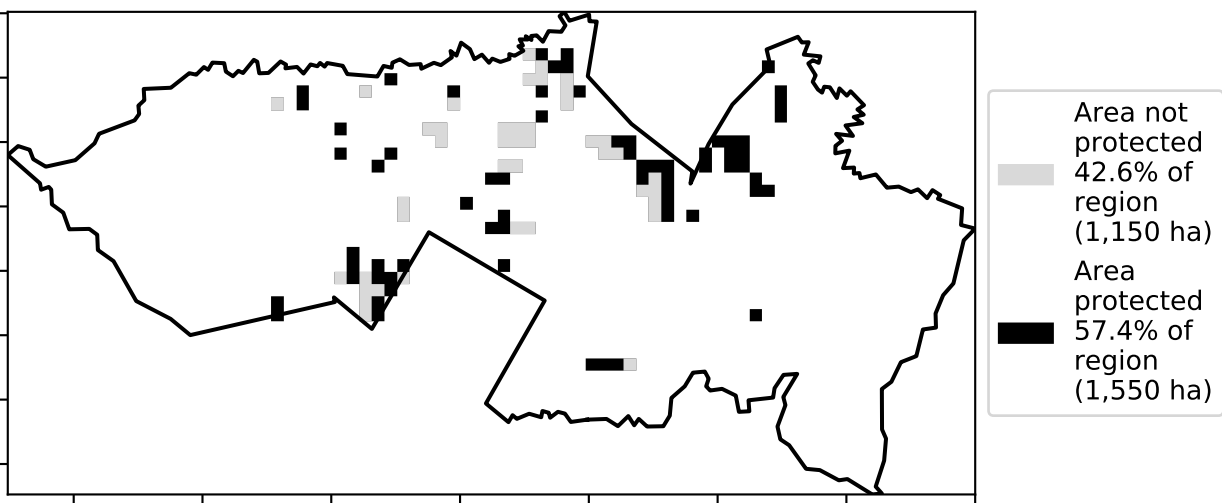 Area not
protected
42.6% of
region
(1,150 ha)
Area
protected
57.4% of
region
(1,550 ha)